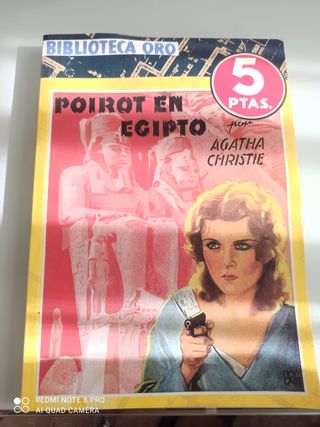 BIBLIOTECA ORO
5
PTAS.
POIROT EN
EGIPTO
por
AGATHA
CHRISTIE
REDMI NOTE 8 PRO
AI QUAD CAMERA